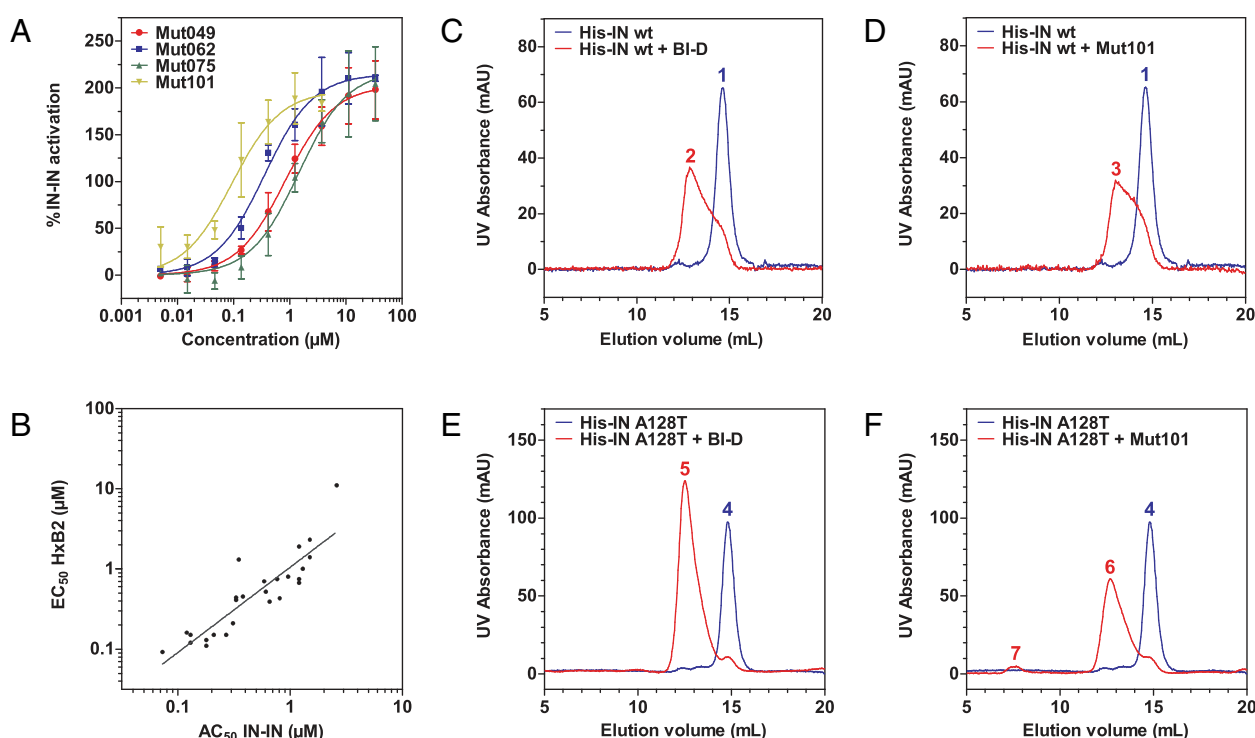 A
Mut049
Mut062
Mut075
Mut101
% IN-IN activation
250
200
150
100
50
0
0.001
0.01
0.1
1
10
100
Concentration (µM)
C
His-IN wt
His-IN wt + BI-D
UV Absorbance (mAU)
80
60
40
20
0
1
2
5
10
15
20
Elution volume (mL)
D
His-IN wt
His-IN wt + Mut101
UV Absorbance (mAU)
80
60
40
20
0
1
3
5
10
15
20
Elution volume (mL)
B
EC50 HxB2 (µM)
100
10
1
0.1
0.1
1
10
AC50 IN-IN (µM)
E
His-IN A128T
His-IN A128T + BI-D
UV Absorbance (mAU)
150
100
50
0
5
4
5
10
15
20
Elution volume (mL)
F
His-IN A128T
His-IN A128T + Mut101
UV Absorbance (mAU)
150
100
50
0
4
6
7
5
10
15
20
Elution volume (mL)